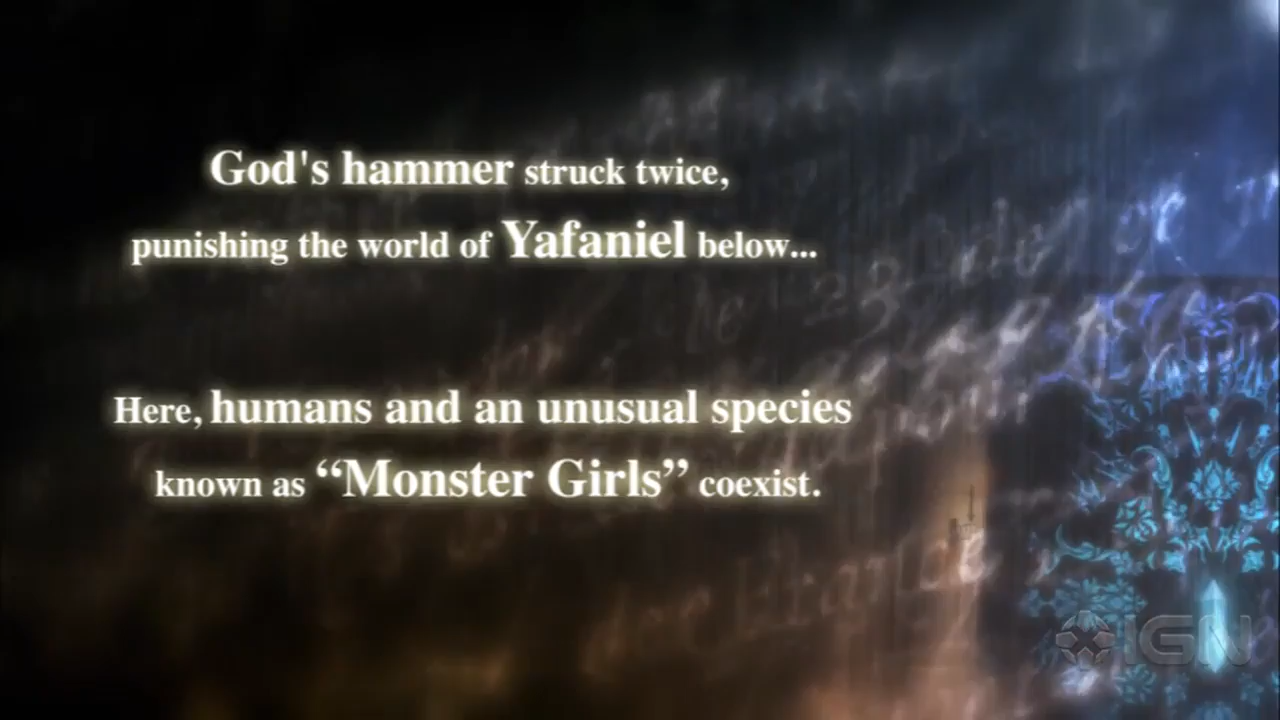 God's hammer struck twice,
punishing the world of Yafaniel below...
Here, humans and an unusual species
known as “Monster Girls” coexist.
IGN